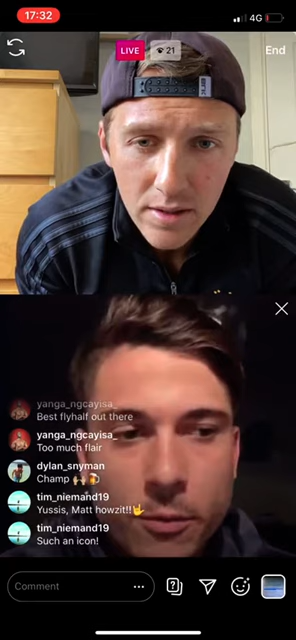 17:32
4G
LIVE
21
End
yanga_ngcayisa_
Best flyhalf out there
yanga_ngcayisa_
Too much flair
dylan_snyman
Champ 🙌🏼🍺
tim_niemand19
Yussis, Matt howzit!!🤟
tim_niemand19
Such an icon!
Comment